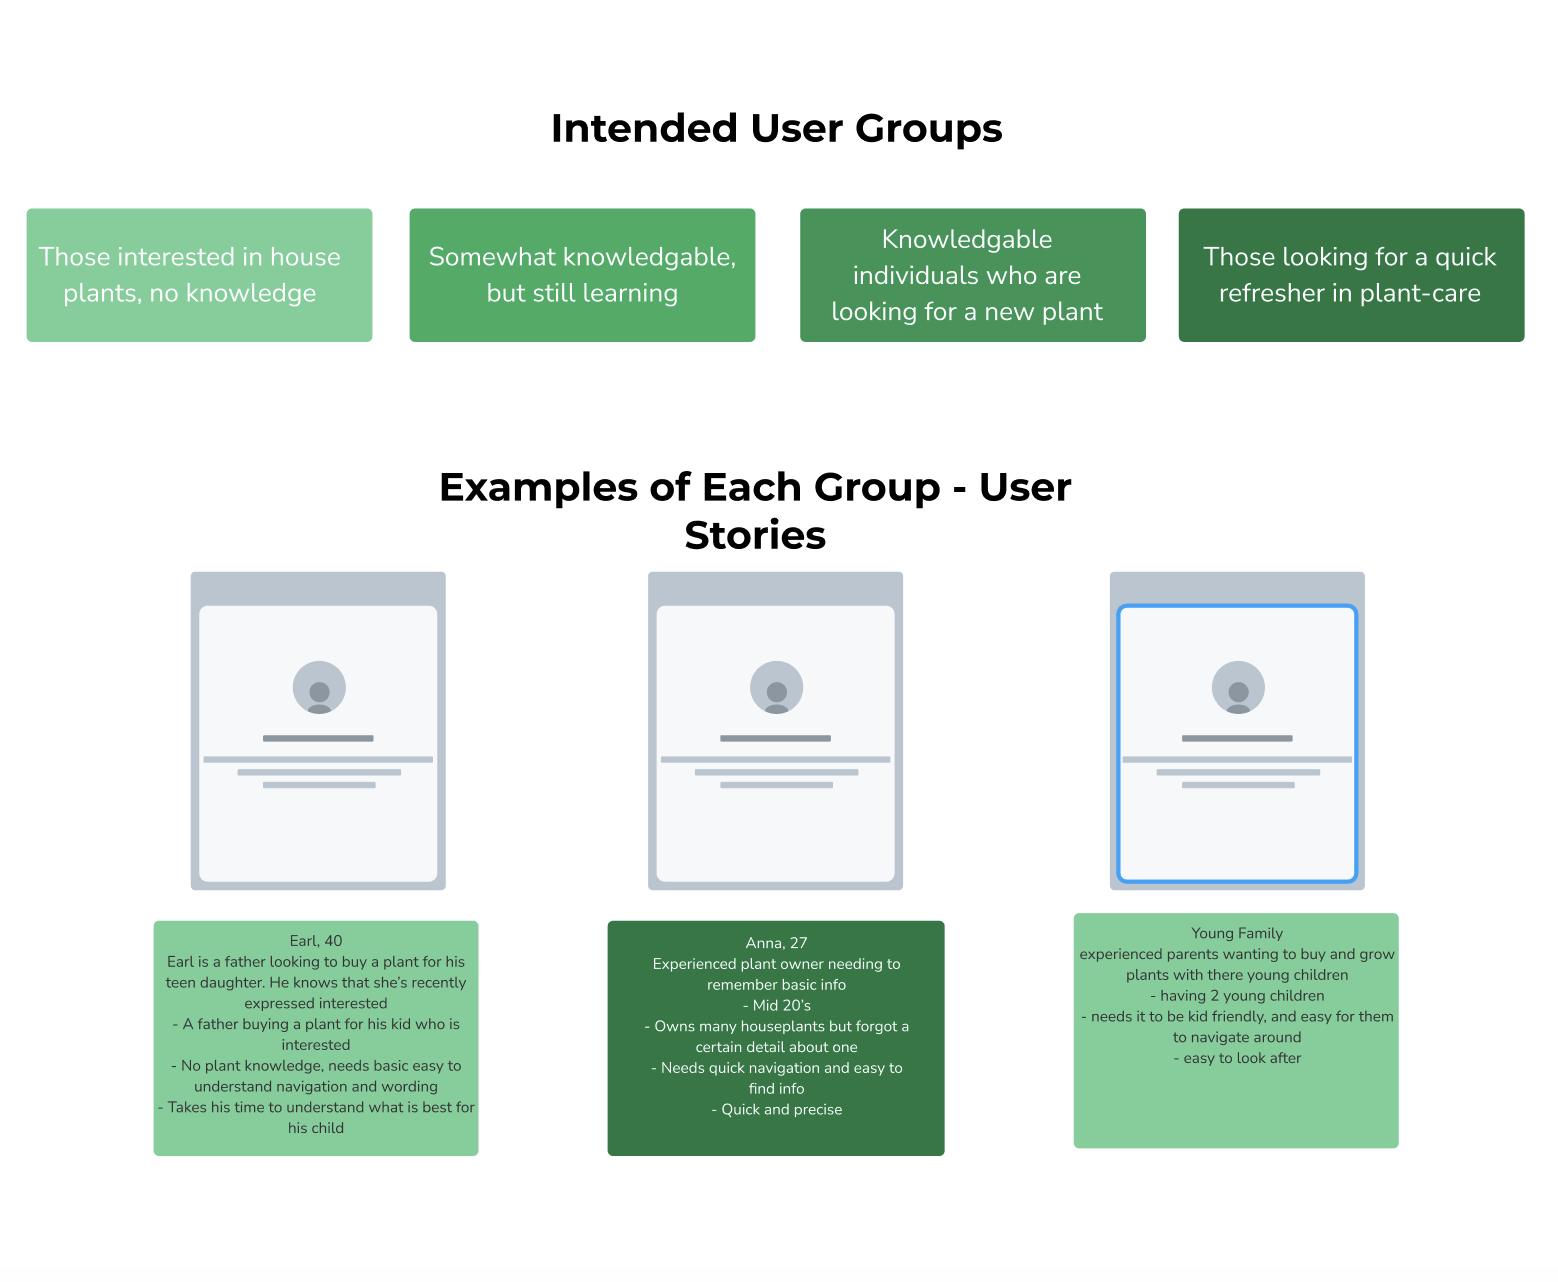 Intended User Groups
Those interested in house
plants, no knowledge
Somewhat knowledgable,
but still learning
Knowledgable
individuals who are
looking for a new plant
Those looking for a quick
refresher in plant-care
Examples of Each Group - User
Stories
Earl, 40
Earl is a father looking to buy a plant for his
teen daughter. He knows that she's recently
expressed interested
- A father buying a plant for his kid who is
interested
- No plant knowledge, needs basic easy to
understand navigation and wording
- Takes his time to understand what is best for
his child
Anna, 27
Experienced plant owner needing to
remember basic info
- Mid 20's
- Owns many houseplants but forgot a
certain detail about one
- Needs quick navigation and easy to
find info
- Quick and precise
Young Family
experienced parents wanting to buy and grow
plants with there young children
- having 2 young children
- needs it to be kid friendly, and easy for them
to navigate around
- easy to look after